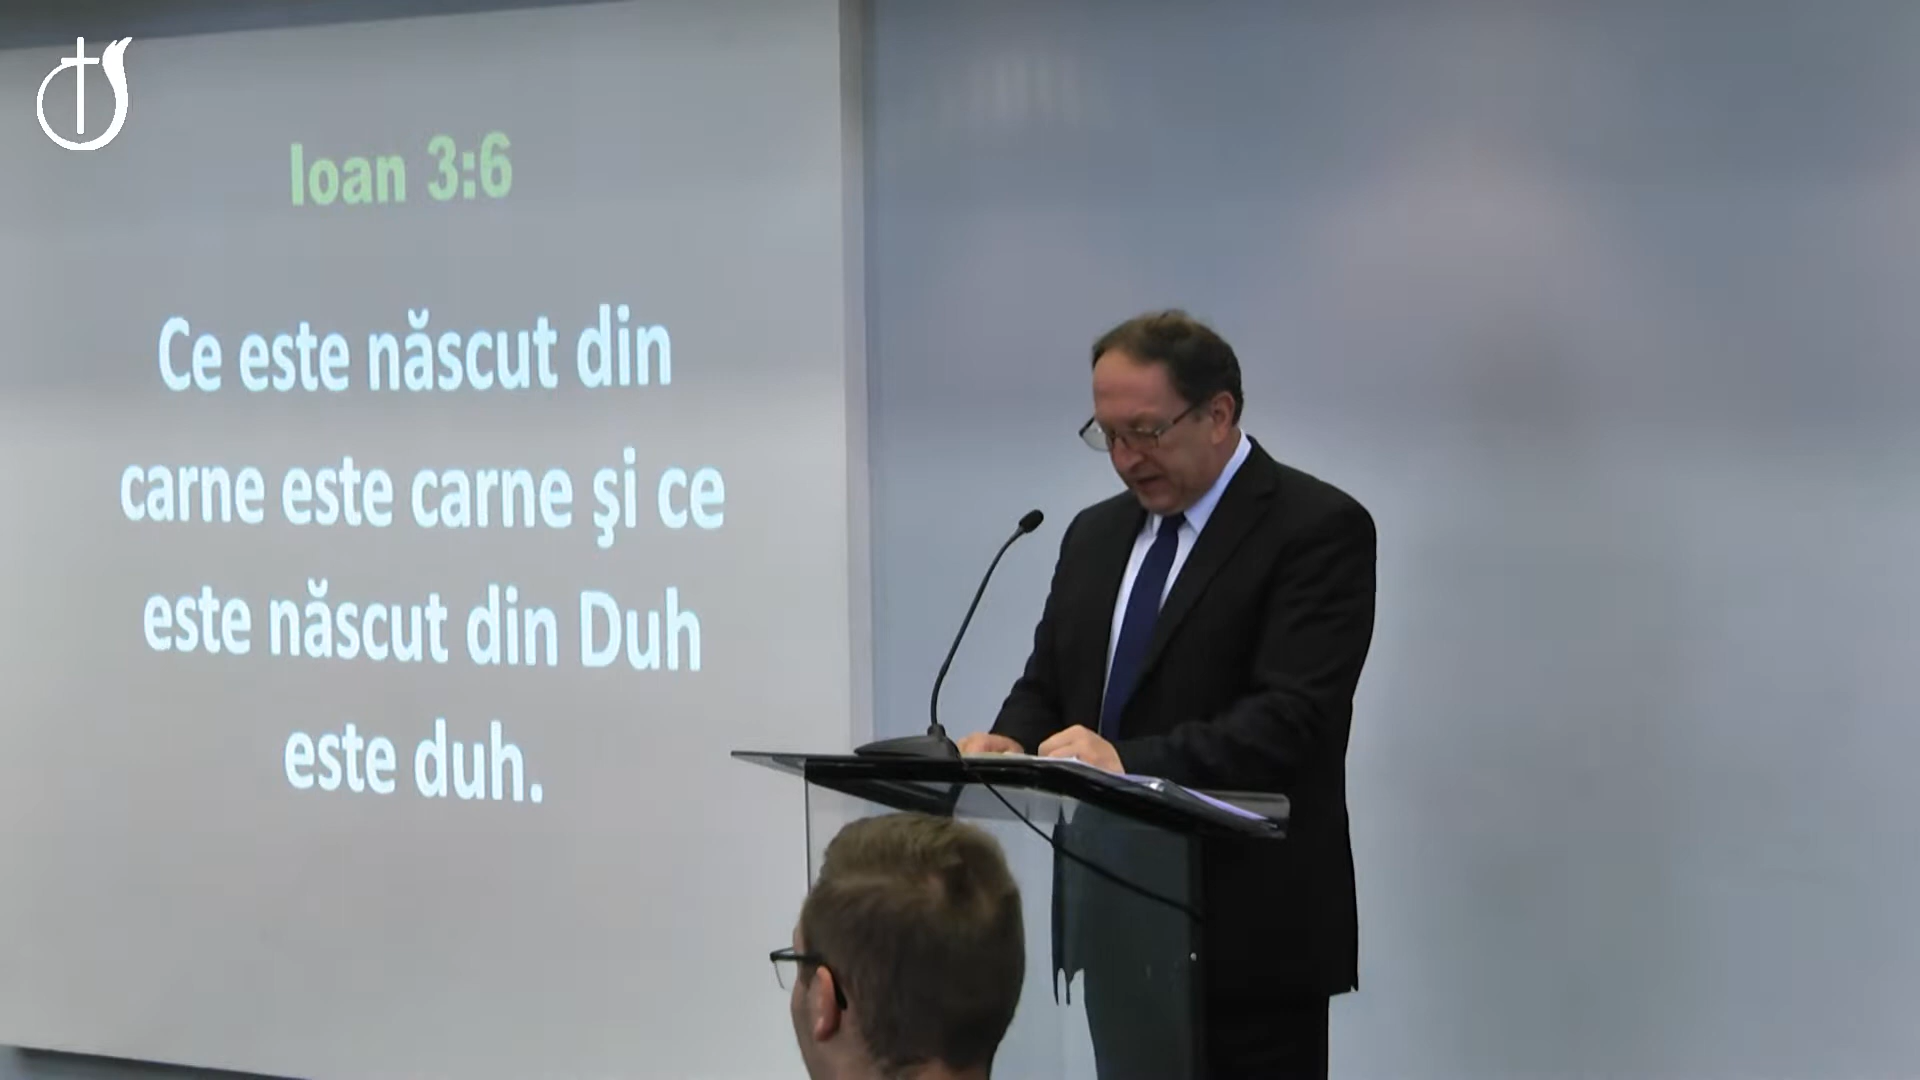 Ioan 3:6
Ce este născut din
carne este carne şi ce
este născut din Duh
este duh.